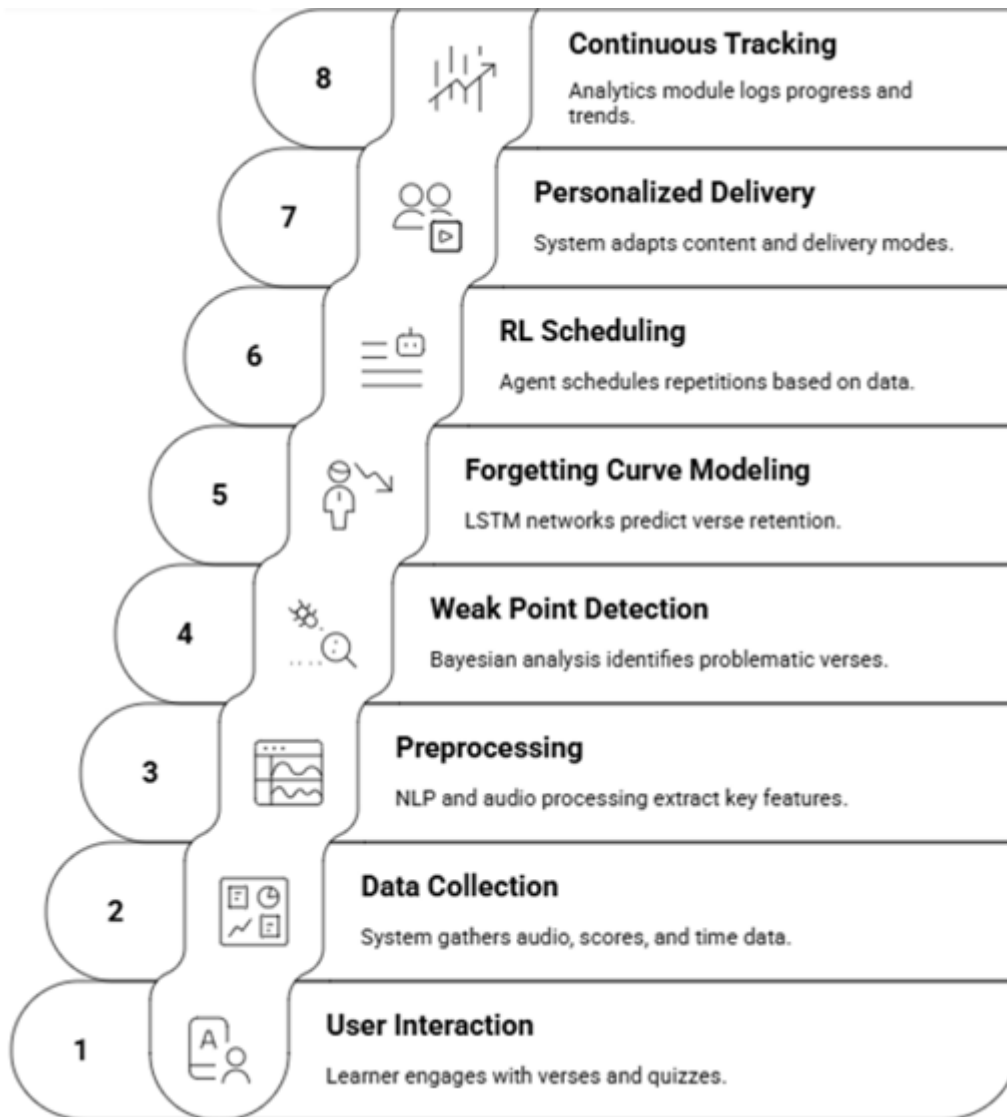 8
Continuous Tracking
Analytics module logs progress and
trends.
7
Personalized Delivery
System adapts content and delivery modes.
6
RL Scheduling
Agent schedules repetitions based on data.
5
Forgetting Curve Modeling
LSTM networks predict verse retention.
4
Weak Point Detection
Bayesian analysis identifies problematic verses.
3
Preprocessing
NLP and audio processing extract key features.
2
Data Collection
System gathers audio, scores, and time data.
1
A
User Interaction
Learner engages with verses and quizzes.